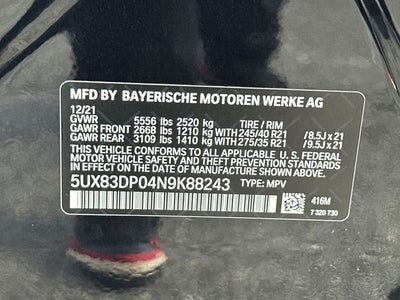 MFD BY BAYERISCHE MOTOREN WERKE AG
12/21
GVWR 5556 lbs 2520 kg TIRE / RIM
GAWR FRONT 2668 lbs 1210 kg WITH 245/40 R21 / 8.5J x 21
GAWR REAR 3109 lbs 1410 kg WITH 275/35 R21 / 9.5J x 21
THIS VEHICLE CONFORMS TO ALL APPLICABLE U.S. FEDERAL
MOTOR VEHICLE SAFETY STANDARDS IN EFFECT ON
THE DATE OF MANUFACTURE SHOWN ABOVE.
5UX83DP04N9K88243 TYPE: MPV
416M
7 320 730